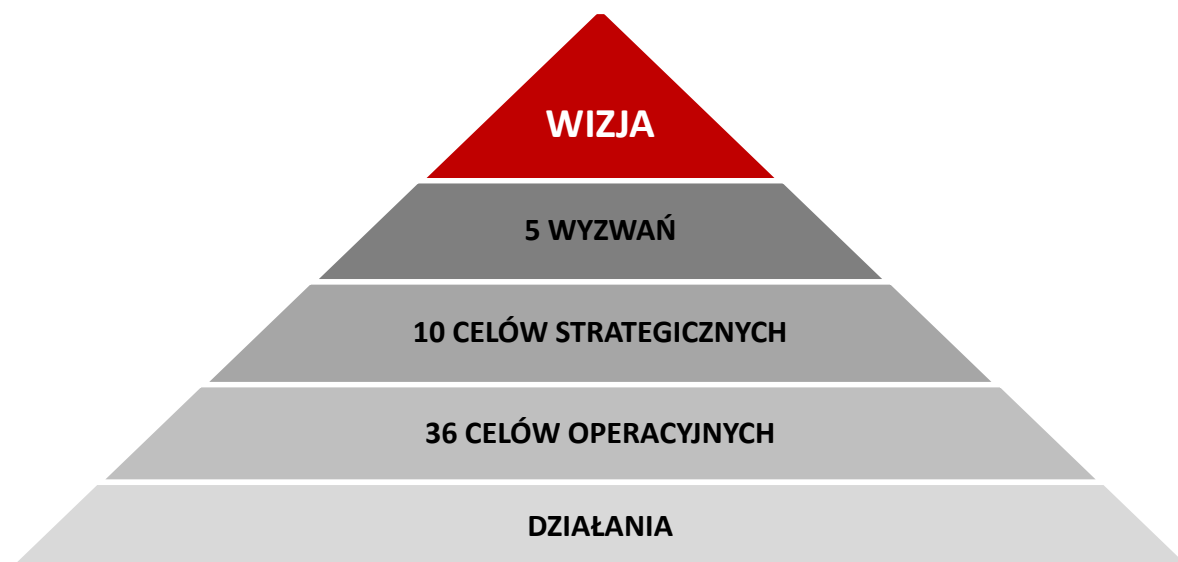 WIZJA
5 WYZWAŃ
10 CELÓW STRATEGICZNYCH
36 CELÓW OPERACYJNYCH
DZIAŁANIA